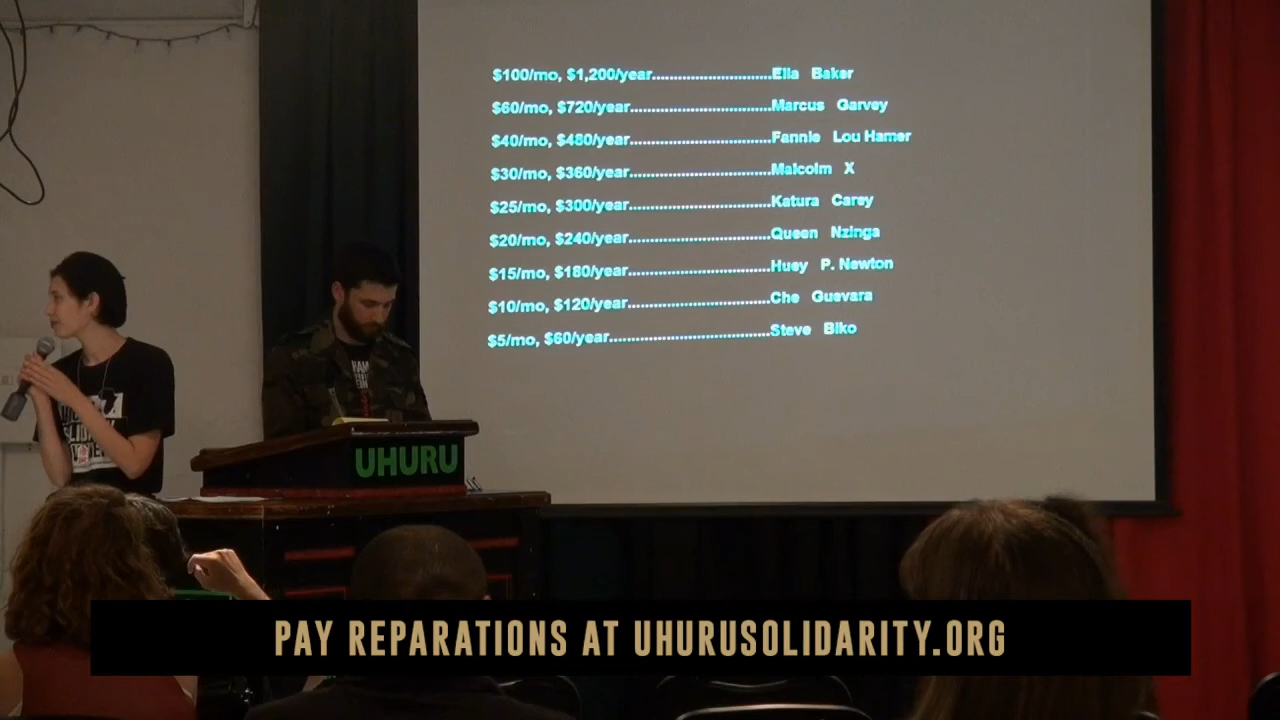 $100/mo, $1,200/year.............................Ella Baker
$60/mo, $720/year..................................Marcus Garvey
$40/mo, $480/year..................................Fannie Lou Hamer
$30/mo, $360/year..................................Malcolm X
$25/mo, $300/year..................................Katura Carey
$20/mo, $240/year..................................Queen Nzinga
$15/mo, $180/year..................................Huey P. Newton
$10/mo, $120/year..................................Che Guevara
$5/mo, $60/year.......................................Steve Biko
UHURU
PAY REPARATIONS AT UHURUSOLIDARITY.ORG